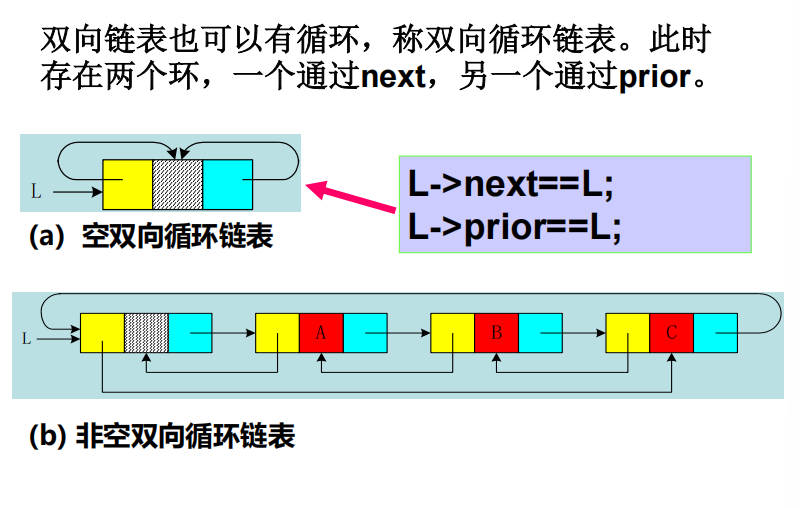 双向链表也可以有循环，称双向循环链表。此时
存在两个环，一个通过next，另一个通过prior。
L
L->next==L;
L->prior==L;
(a) 空双向循环链表
L
A
B
C
(b) 非空双向循环链表